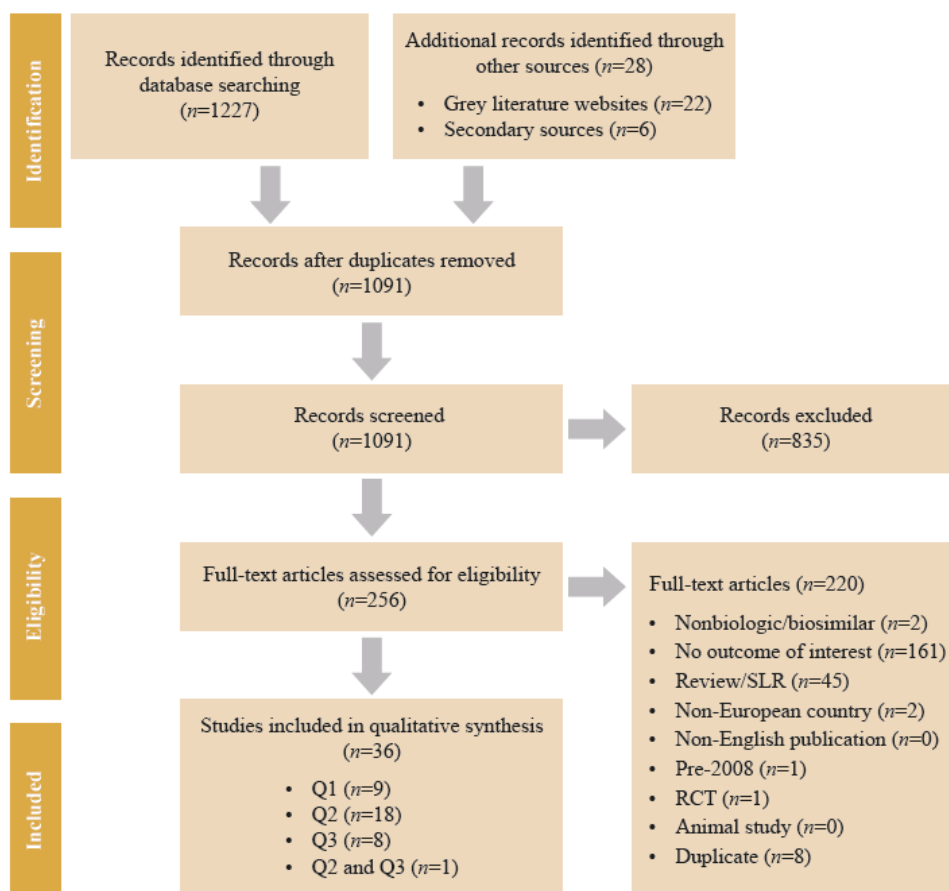 Identification
Records identified through
database searching
(n=1227)
Additional records identified through
other sources (n=28)
• Grey literature websites (n=22)
• Secondary sources (n=6)
Screening
Records after duplicates removed
(n=1091)
Records screened
(n=1091)
Records excluded
(n=835)
Eligibility
Full-text articles assessed for eligibility
(n=256)
Full-text articles (n=220)
• Nonbiologic/biosimilar (n=2)
• No outcome of interest (n=161)
• Review/SLR (n=45)
• Non-European country (n=2)
• Non-English publication (n=0)
• Pre-2008 (n=1)
• RCT (n=1)
• Animal study (n=0)
• Duplicate (n=8)
Included
Studies included in qualitative synthesis
(n=36)
• Q1 (n=9)
• Q2 (n=18)
• Q3 (n=8)
• Q2 and Q3 (n=1)